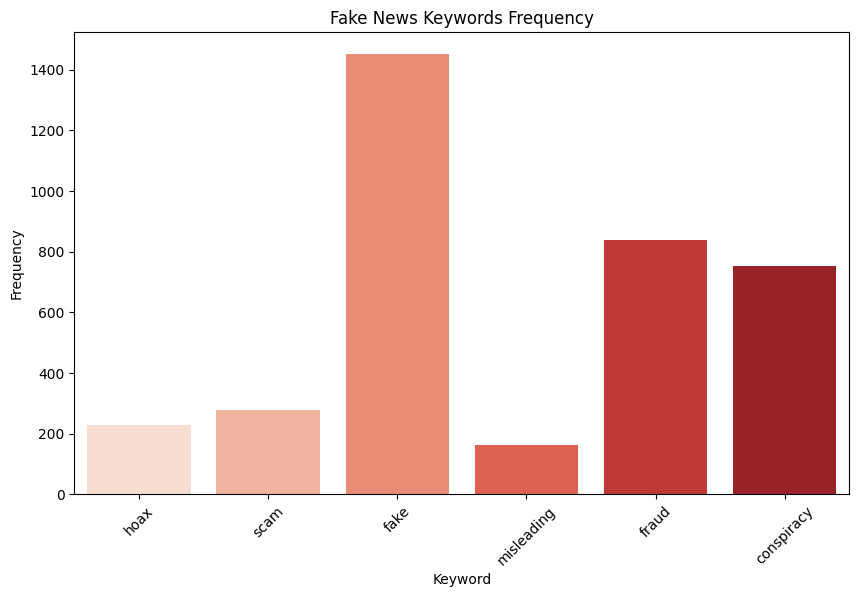 Fake News Keywords Frequency
Frequency
1400
1200
1000
800
600
400
200
0
hoax
scam
fake
misleading
fraud
conspiracy
Keyword